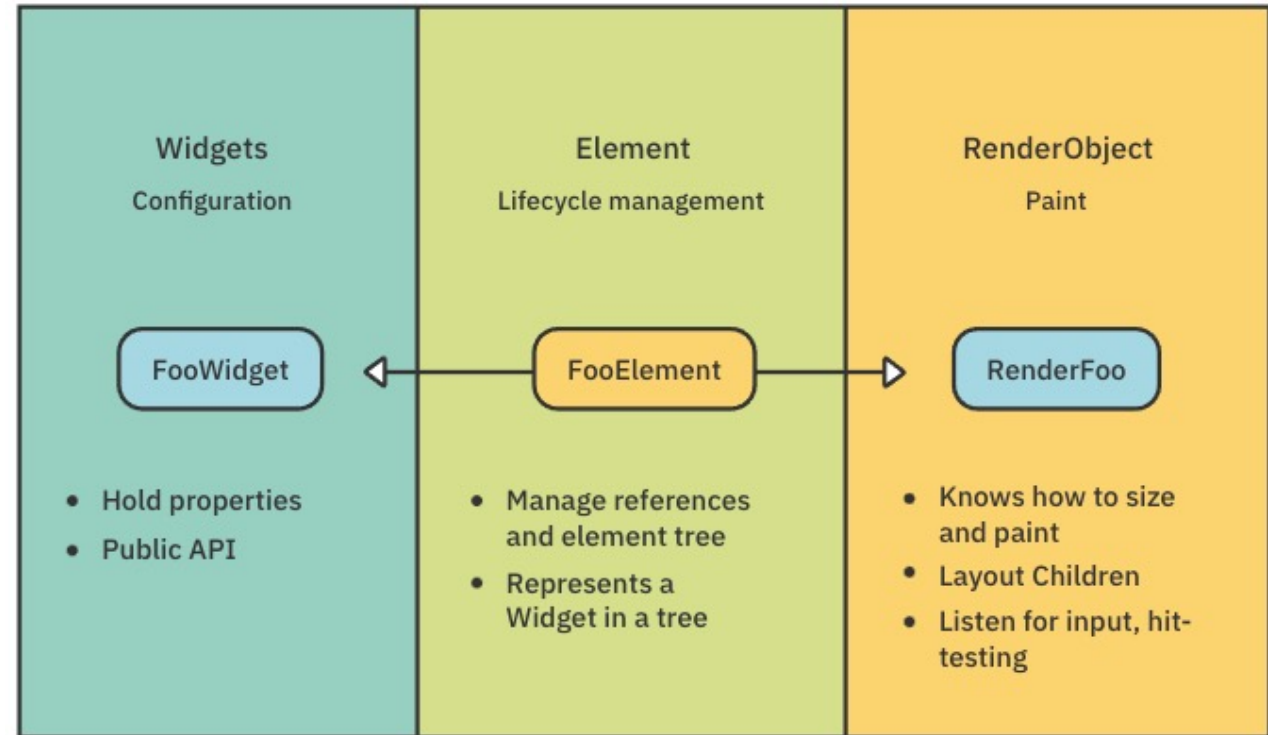 Widgets
Configuration
FooWidget
• Hold properties
• Public API
Element
Lifecycle management
FooElement
• Manage references
and element tree
• Represents a
Widget in a tree
RenderObject
Paint
RenderFoo
• Knows how to size
and paint
• Layout Children
• Listen for input, hit-
testing